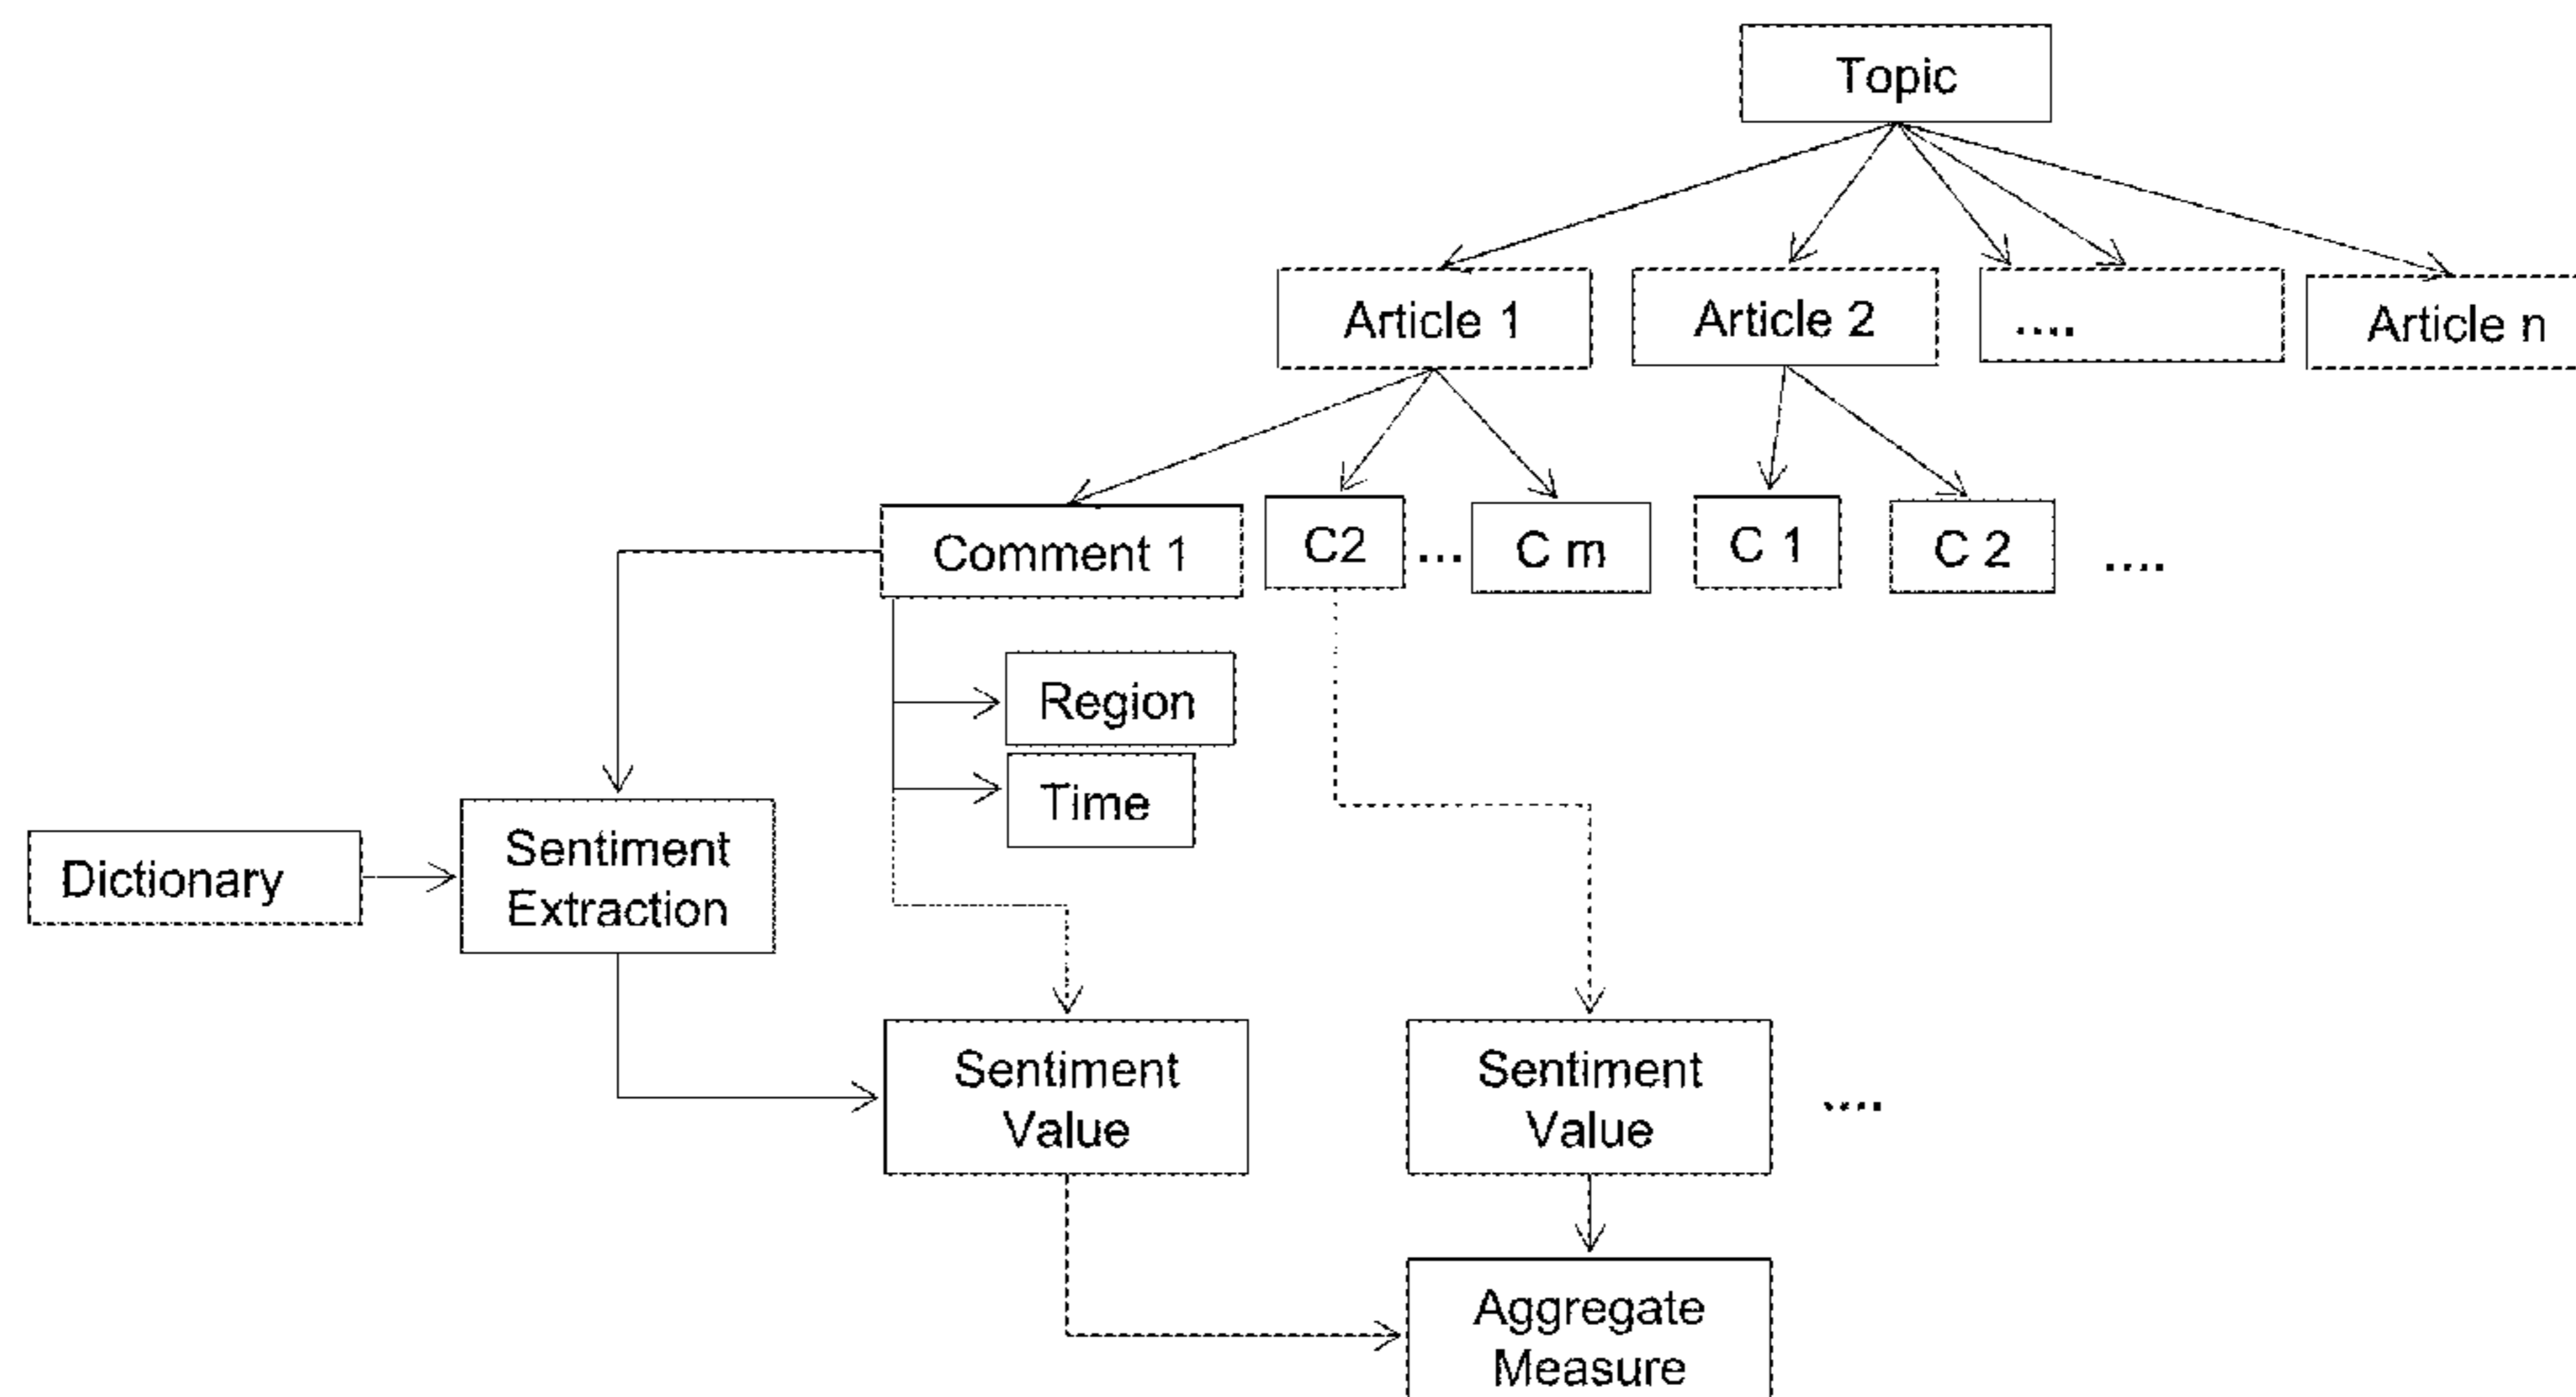 Topic
Article 1
Article 2
....
Article n
Comment 1
C2
...
C m
C 1
C 2
....
Region
Time
Dictionary
Sentiment
Extraction
Sentiment
Value
Sentiment
Value
....
Aggregate
Measure